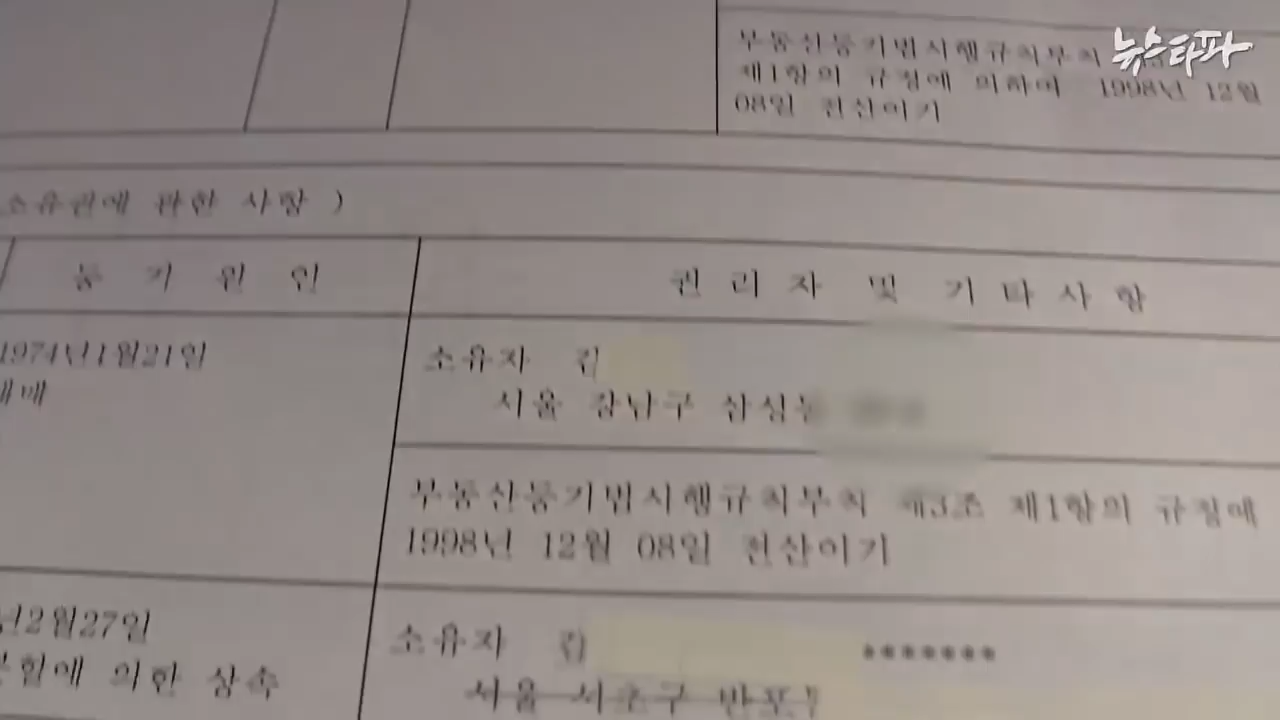 뉴스타파
부동산등기법시행규칙부칙
제1항의 규정에 의하여 1998년 12월
08일 전산이기
소유권에 관한 사항 )
등 기 원 인
권 리 자 및 기 타 사 항
1974년1월21일
매매
소유자 김
서울 강남구 삼성동
부동산등기법시행규칙부칙 제3조 제1항의 규정에
1998년 12월 08일 전산이기
년2월27일
분할에 의한 상속
소유자 김 *******
서울 서초구 반포동